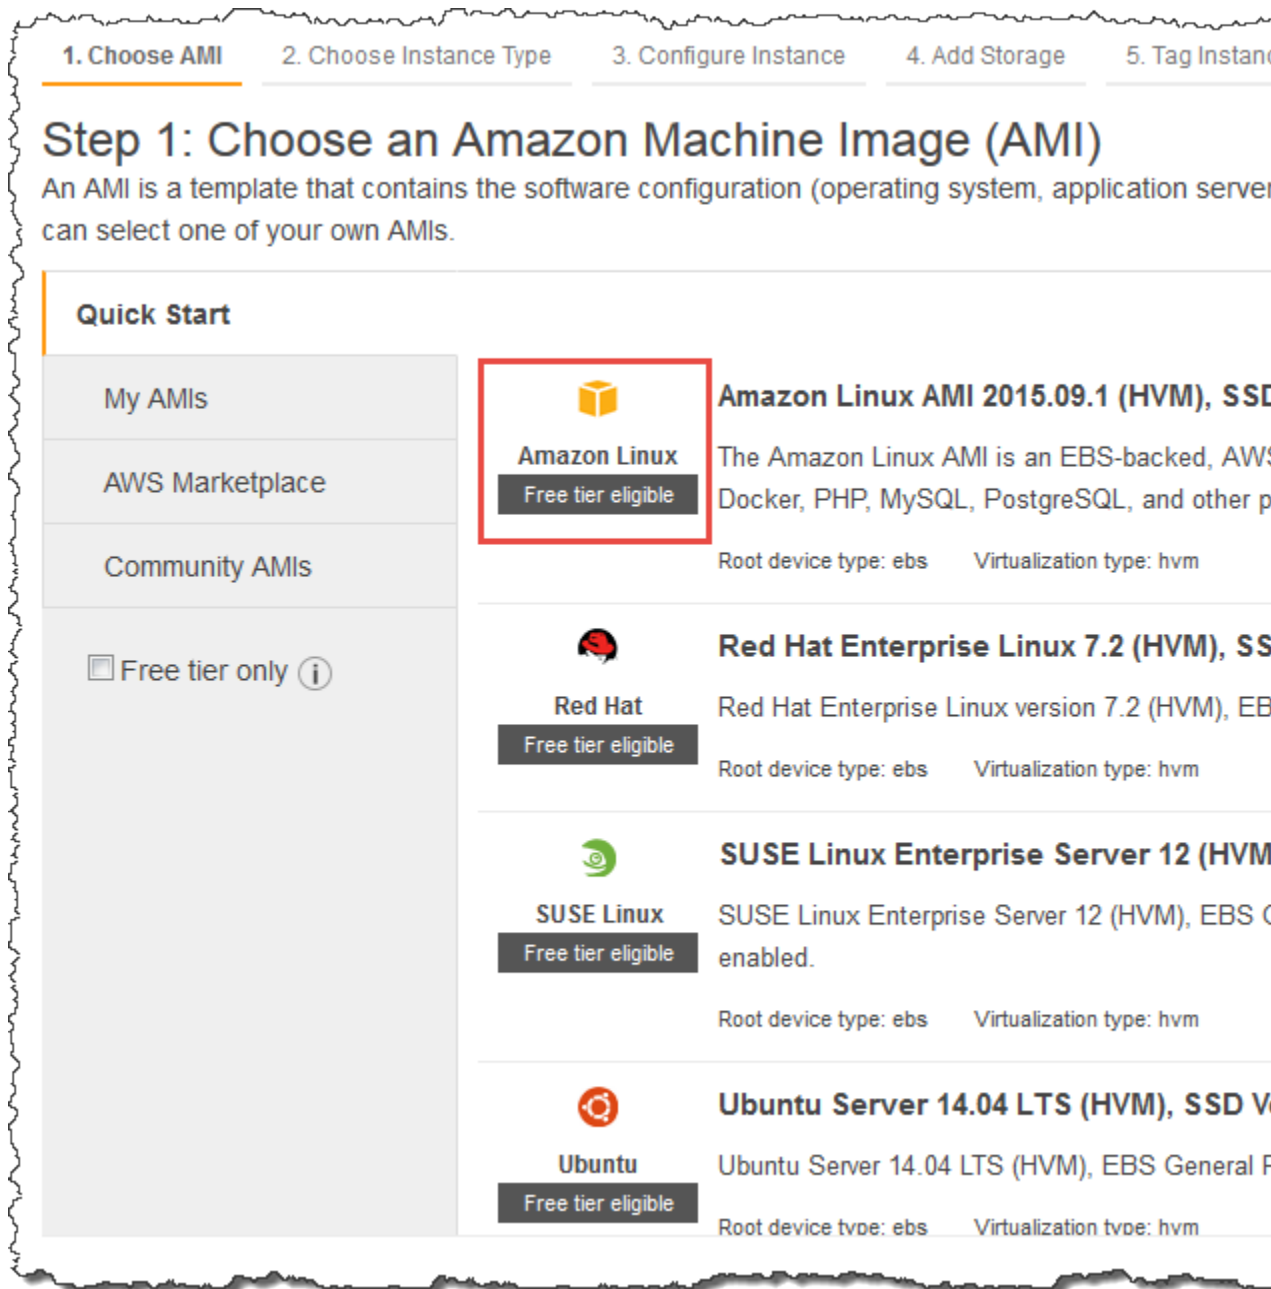 1. Choose AMI 2. Choose Instance Type 3. Configure Instance 4. Add Storage 5. Tag
Step 1: Choose an Amazon Machine Image (AMI)
An AMI is a template that contains the software configuration (operating system, application
can select one of your own AMIs.
Quick Start
My AMIs
AWS Marketplace
Community AMIs
Free tier only
Amazon Linux
Free tier eligible
Amazon Linux AMI 2015.09.1 (HVM),
The Amazon Linux AMI is an EBS-backed,
Docker, PHP, MySQL, PostgreSQL, and other
Root device type: ebs Virtualization type: hvm
Red Hat
Free tier eligible
Red Hat Enterprise Linux 7.2 (HVM),
Red Hat Enterprise Linux version 7.2 (HVM),
Root device type: ebs Virtualization type: hvm
SUSE Linux
Free tier eligible
SUSE Linux Enterprise Server 12
SUSE Linux Enterprise Server 12 (HVM), EBS
enabled.
Root device type: ebs Virtualization type: hvm
Ubuntu
Free tier eligible
Ubuntu Server 14.04 LTS (HVM), SSD
Ubuntu Server 14.04 LTS (HVM), EBS General
Root device type: ebs Virtualization type: hvm